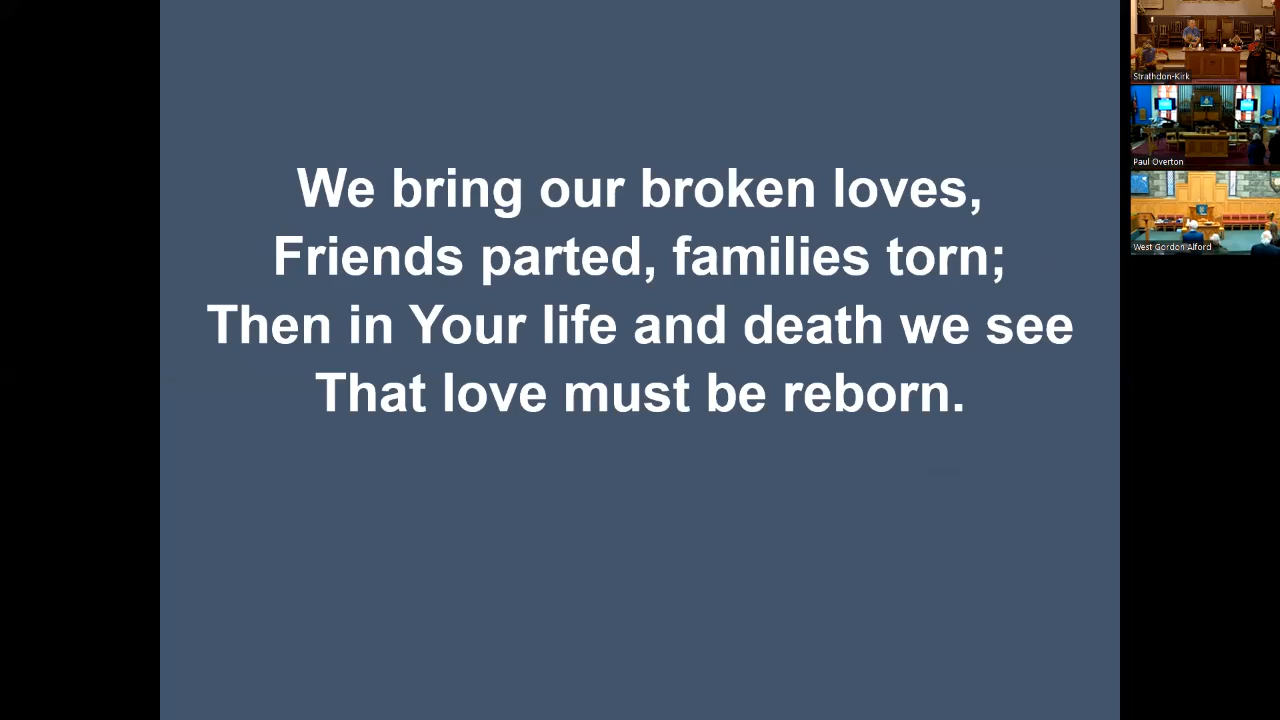 We bring our broken loves,
Friends parted, families torn;
Then in Your life and death we see
That love must be reborn.
Strathdon-Kirk
Paul Overton
West Gordon Alford